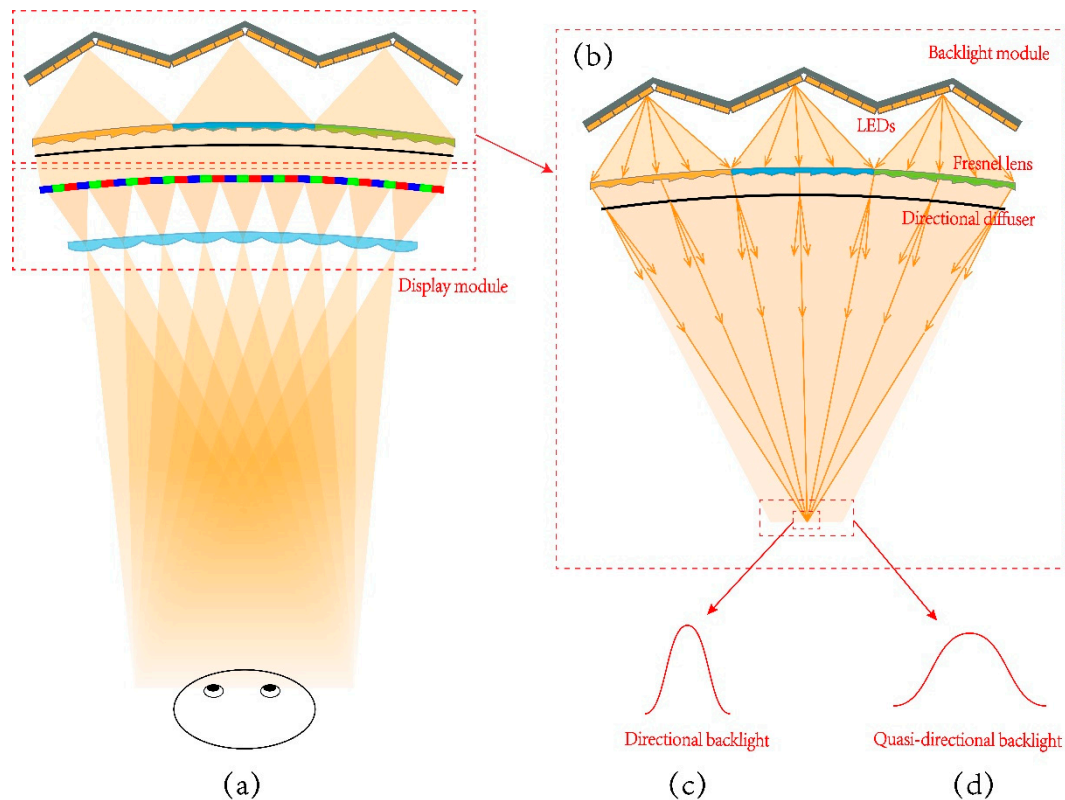 (b)
Backlight module
LEDs
Fresnel lens
Directional diffuser
Display module
Directional backlight
Quasi-directional backlight
(a)
(c)
(d)